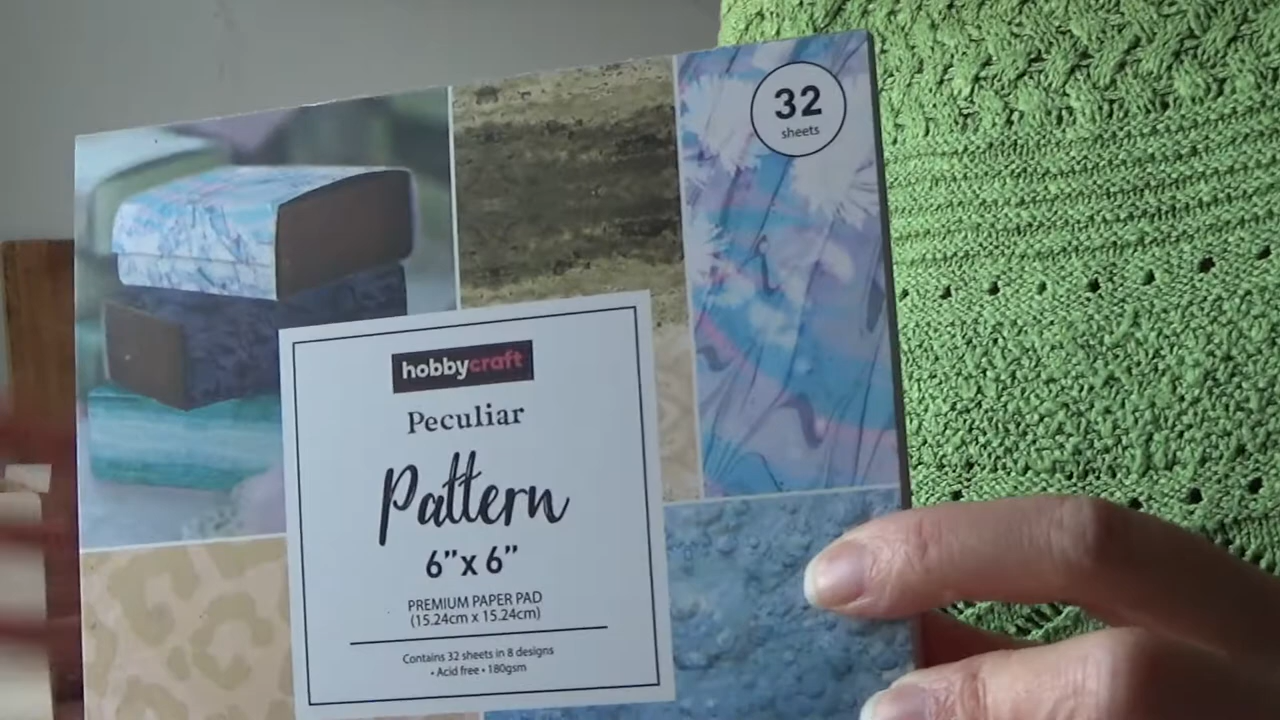 32
sheets
hobbycraft
Peculiar
Pattern
6”x 6”
PREMIUM PAPER PAD
(15.24cm x 15.24cm)
Contains 32 sheets in 8 designs
• Acid free • 180gsm